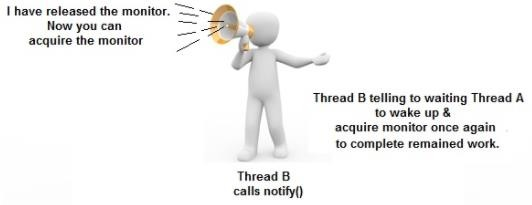 I have released the monitor.
Now you can
acquire the monitor
Thread B telling to waiting Thread A
to wake up &
acquire monitor once again
to complete remained work.
Thread B
calls notify()